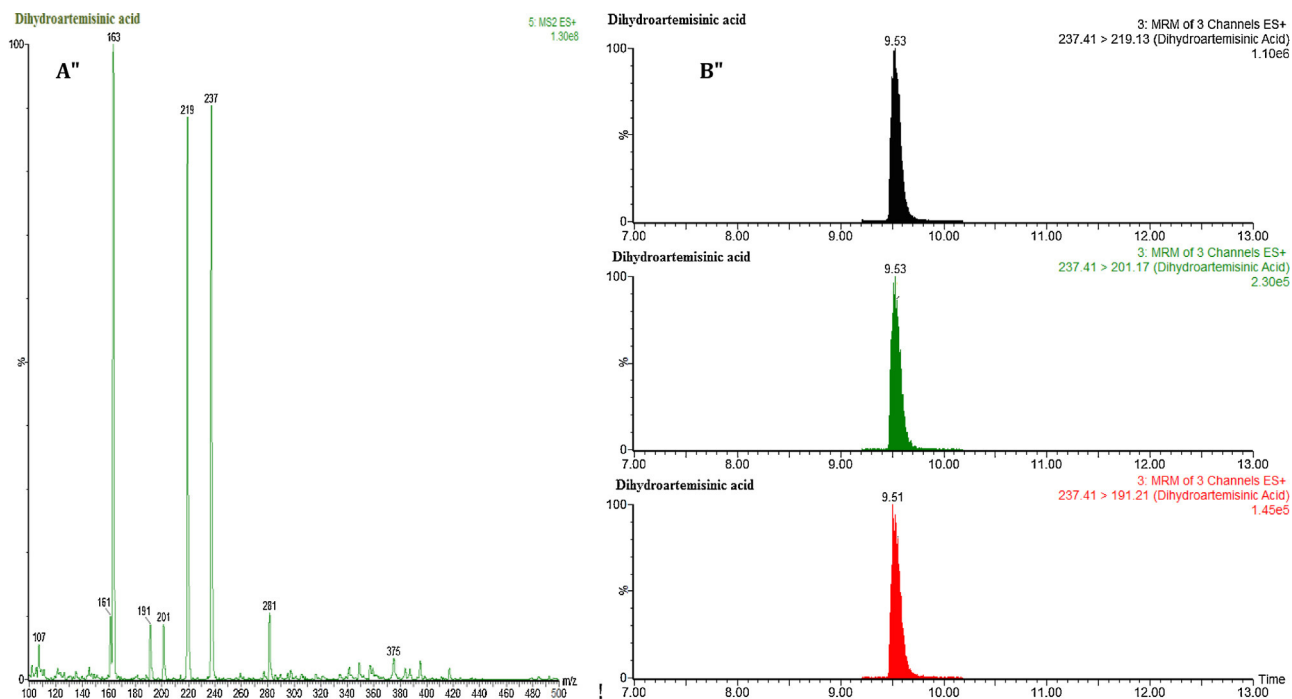 Dihydroartemisinic acid
5: MS2 ES+
1.30e8
100
163
A"
237
219
%
161
191
201
281
107
375
0
100 120 140 160 180 200 220 240 260 280 300 320 340 360 380 400 420 440 460 480 500 m/z
!
Dihydroartemisinic acid
3: MRM of 3 Channels ES+
237.41 > 219.13 (Dihydroartemisinic Acid)
1.10e6
9.53
100
B"
%
0
7.00 8.00 9.00 10.00 11.00 12.00 13.00
Dihydroartemisinic acid
3: MRM of 3 Channels ES+
237.41 > 201.17 (Dihydroartemisinic Acid)
2.30e5
9.53
100
%
0
7.00 8.00 9.00 10.00 11.00 12.00 13.00
Dihydroartemisinic acid
3: MRM of 3 Channels ES+
237.41 > 191.21 (Dihydroartemisinic Acid)
1.45e5
9.51
100
%
0
Time
7.00 8.00 9.00 10.00 11.00 12.00 13.00